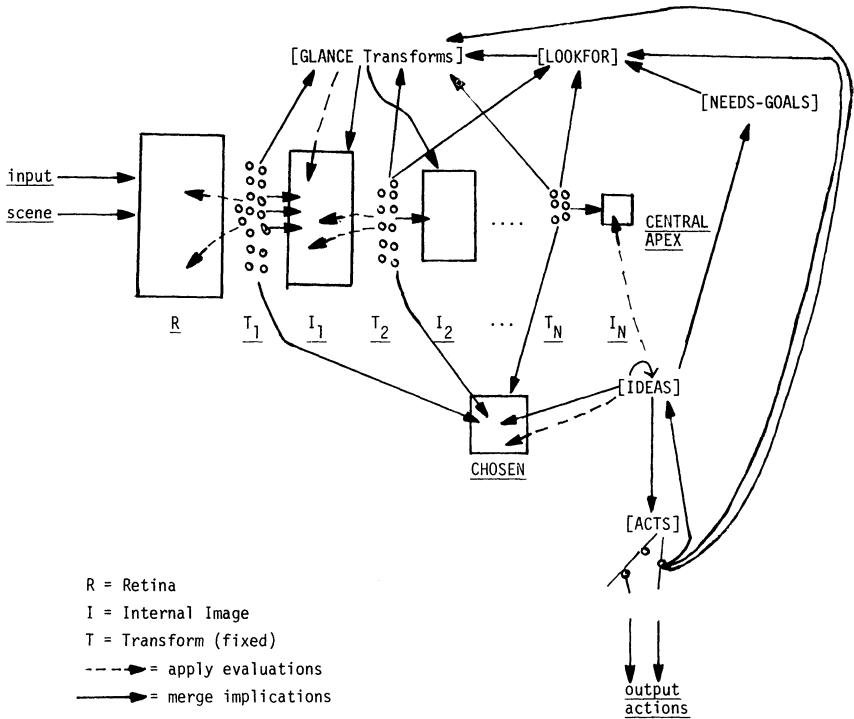 [GLANCE Transforms]
[LOOKFOR]
[NEEDS-GOALS]
input
scene
....
CENTRAL
APEX
R
T1
I1
T2
I2
...
TN
IN
[IDEAS]
CHOSEN
[ACTS]
R = Retina
I = Internal Image
T = Transform (fixed)
= apply evaluations
= merge implications
output
actions